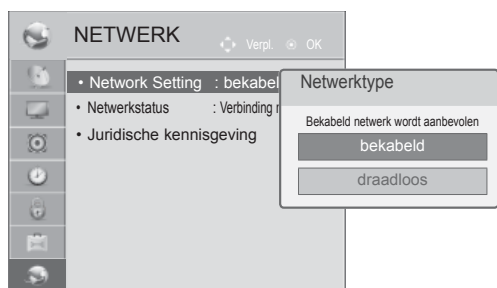 NETWERK
Verpl. OK
• Network Setting : bekabel
• Netwerkstatus : Verbinding
• Juridische kennisgeving
Netwerktype
Bekabeld netwerk wordt aanbevolen
bekabeld
draadloos